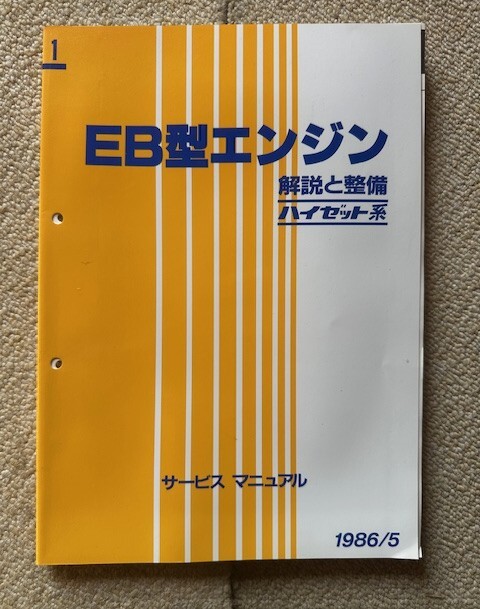 1
EB型エンジン
解説と整備
ハイゼット系
サービス マニュアル
1986/5